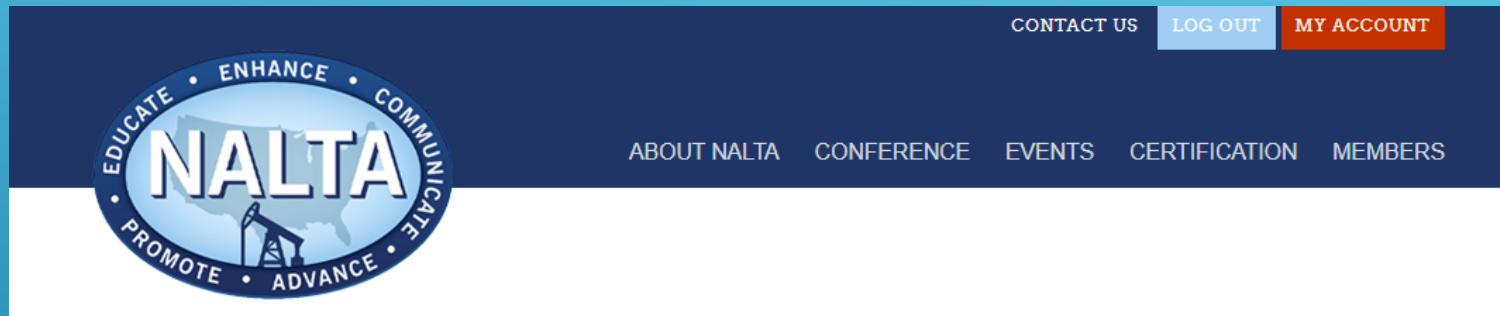 CONTACT US LOG OUT MY ACCOUNT
EDUCATE • ENHANCE • COMMUNICATE • PROMOTE • ADVANCE •
NALTA
ABOUT NALTA CONFERENCE EVENTS CERTIFICATION MEMBERS